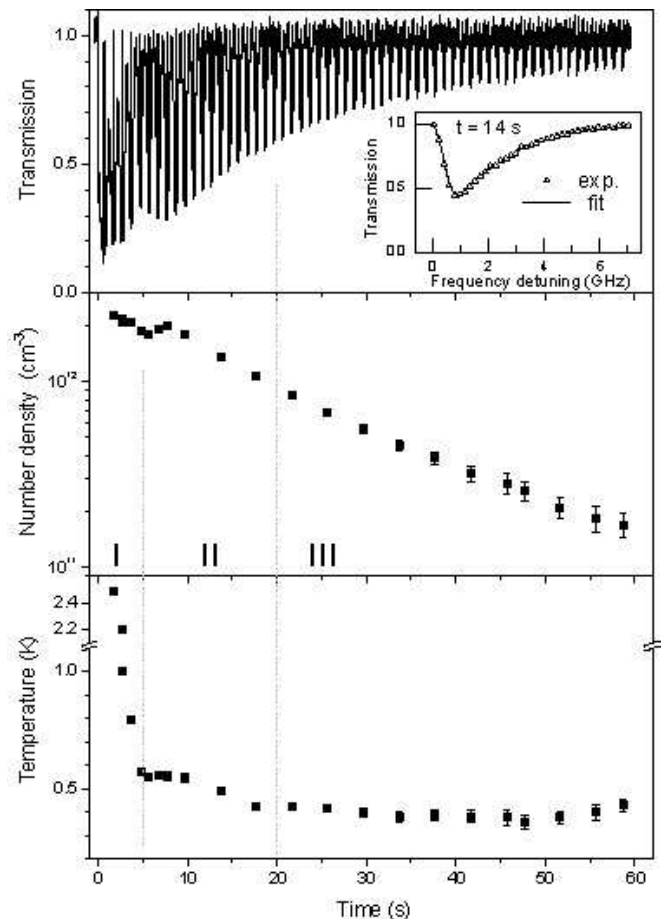 1.0
Transmission
0.5
0.0
1.0
t = 14 s
Transmission
0.5
exp.
fit
0.0
0 2 4 6
Frequency detuning (GHz)
Number density (cm⁻³)
10¹²
10¹¹
I II III
Temperature (K)
2.4
2.2
1.0
0.5
0 10 20 30 40 50 60
Time (s)